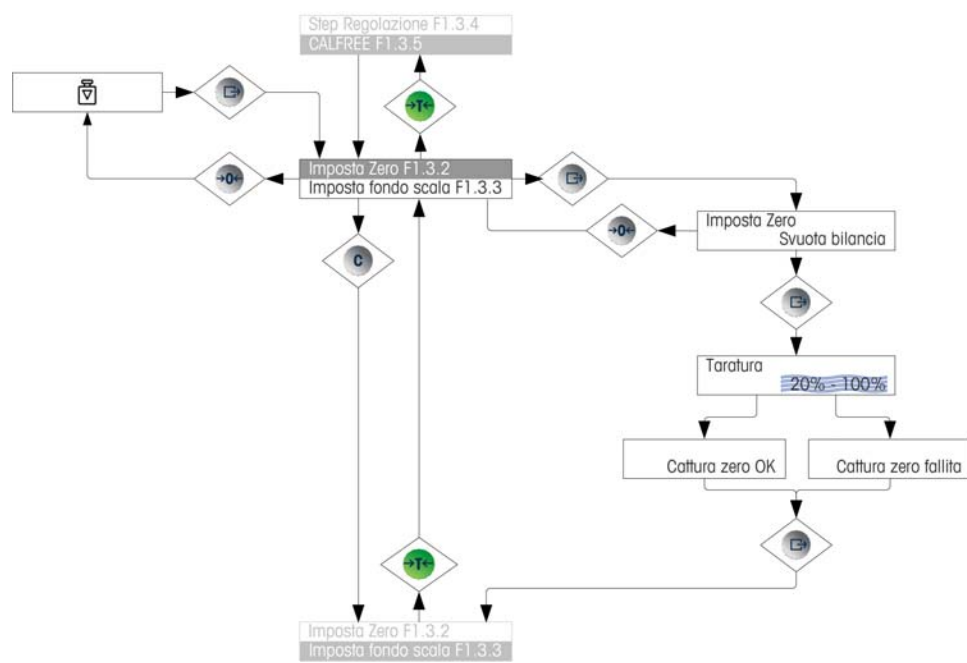 Step Regolazione F1.3.4
CALFREE F1.3.5
→T←
Imposta Zero F1.3.2
Imposta fondo scala F1.3.3
→0←
→0←
Imposta Zero
Svuota bilancia
C
Taratura
20% - 100%
Cattura zero OK
Cattura zero fallita
→T←
Imposta Zero F1.3.2
Imposta fondo scala F1.3.3